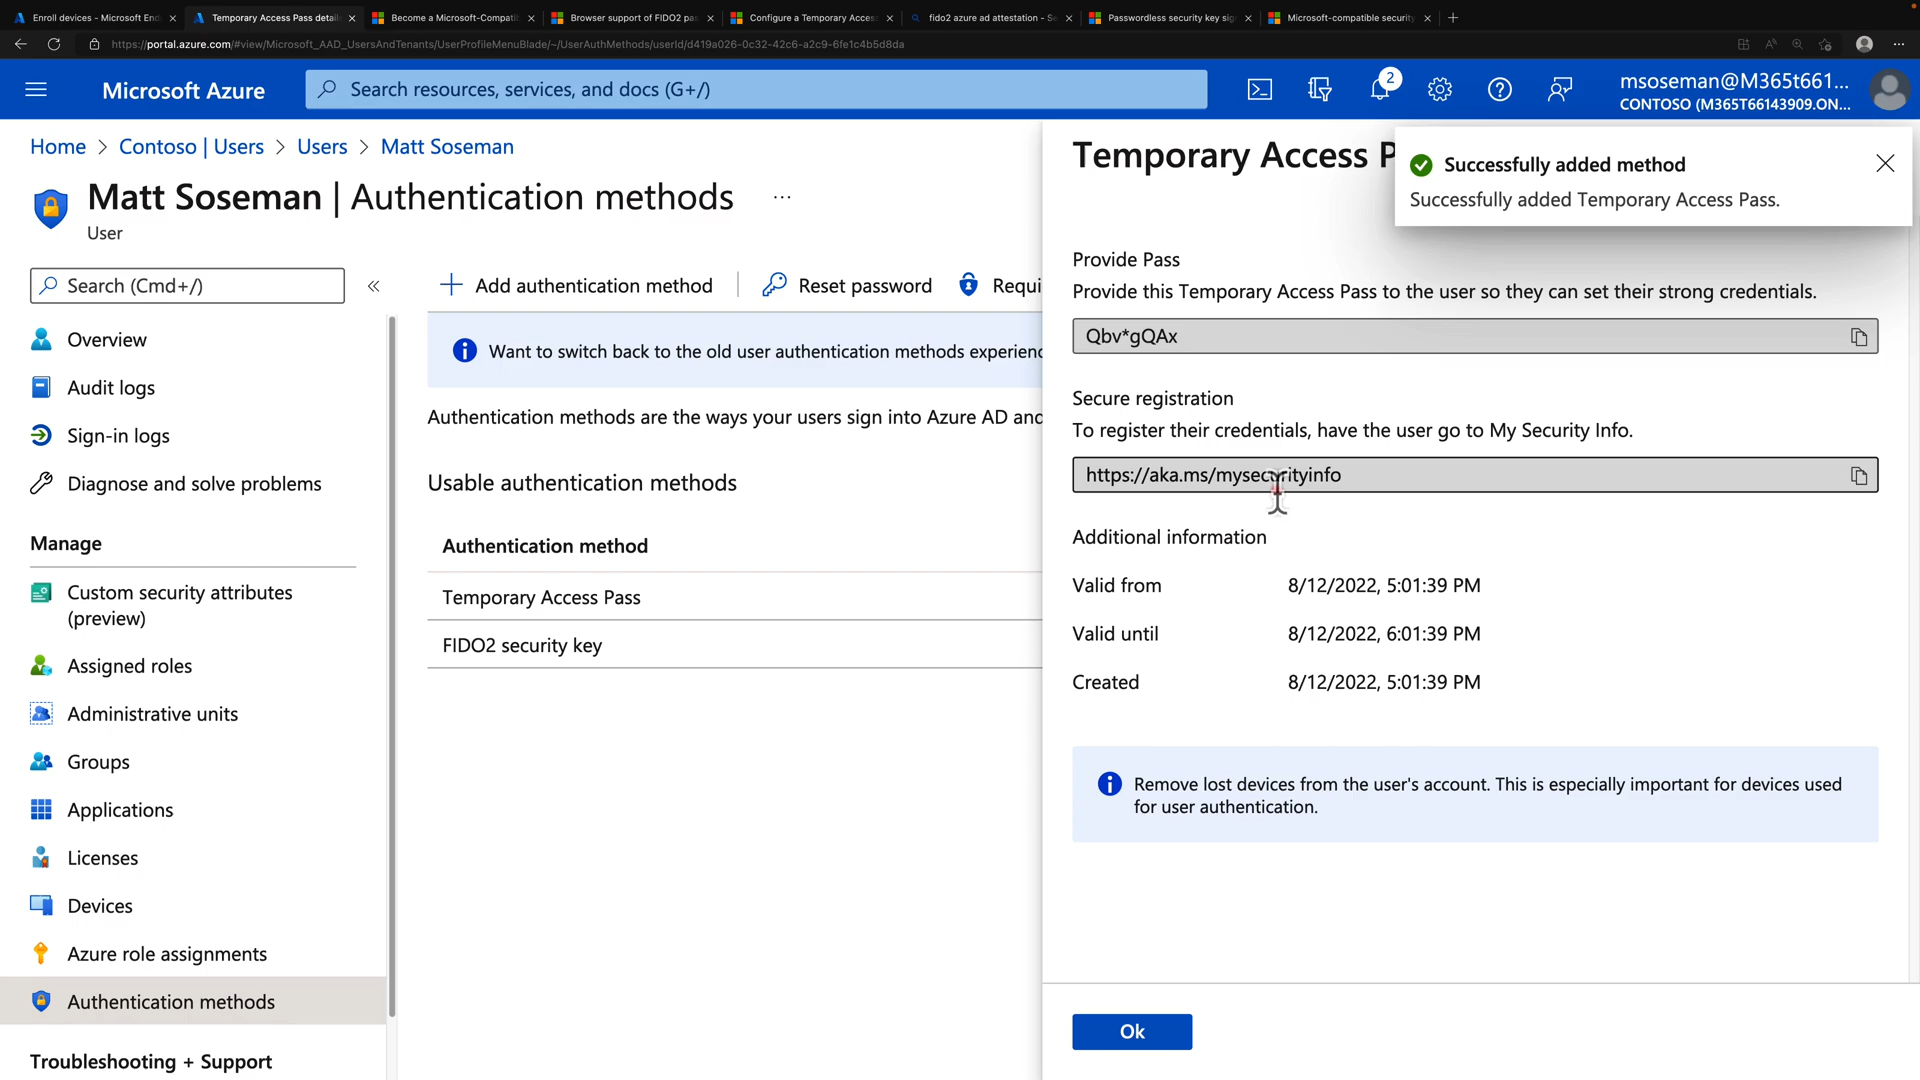 Enroll devices - Microsoft End
Temporary Access Pass detail
Become a Microsoft-Compatib
Browser support of FIDO2 pas
Configure a Temporary Access
fido2 azure ad attestation - Se
Passwordless security key sig
Microsoft-compatible security
https://portal.azure.com/#view/Microsoft_AAD_UsersAndTenants/UserProfileMenuBlade/~/UserAuthMethods/userId/d419a026-0c32-42c6-a2c9-6fe1c4b5d8da
Microsoft Azure
Search resources, services, and docs (G+/)
2
msoseman@M365t661...
CONTOSO (M365T66143909.ON...
Home > Contoso | Users > Users > Matt Soseman
Matt Soseman | Authentication methods ...
User
Search (Cmd+/)
«
Overview
Audit logs
Sign-in logs
Diagnose and solve problems
Manage
Custom security attributes
(preview)
Assigned roles
Administrative units
Groups
Applications
Licenses
Devices
Azure role assignments
Authentication methods
Troubleshooting + Support
Add authentication method
Reset password
Requi
Want to switch back to the old user authentication methods experienc
Authentication methods are the ways your users sign into Azure AD and
Usable authentication methods
Authentication method
Temporary Access Pass
FIDO2 security key
Temporary Access P
Successfully added method
Successfully added Temporary Access Pass.
Provide Pass
Provide this Temporary Access Pass to the user so they can set their strong credentials.
Qbv*gQAx
Secure registration
To register their credentials, have the user go to My Security Info.
https://aka.ms/mysecurityinfo
Additional information
Valid from 8/12/2022, 5:01:39 PM
Valid until 8/12/2022, 6:01:39 PM
Created 8/12/2022, 5:01:39 PM
Remove lost devices from the user's account. This is especially important for devices used
for user authentication.
Ok